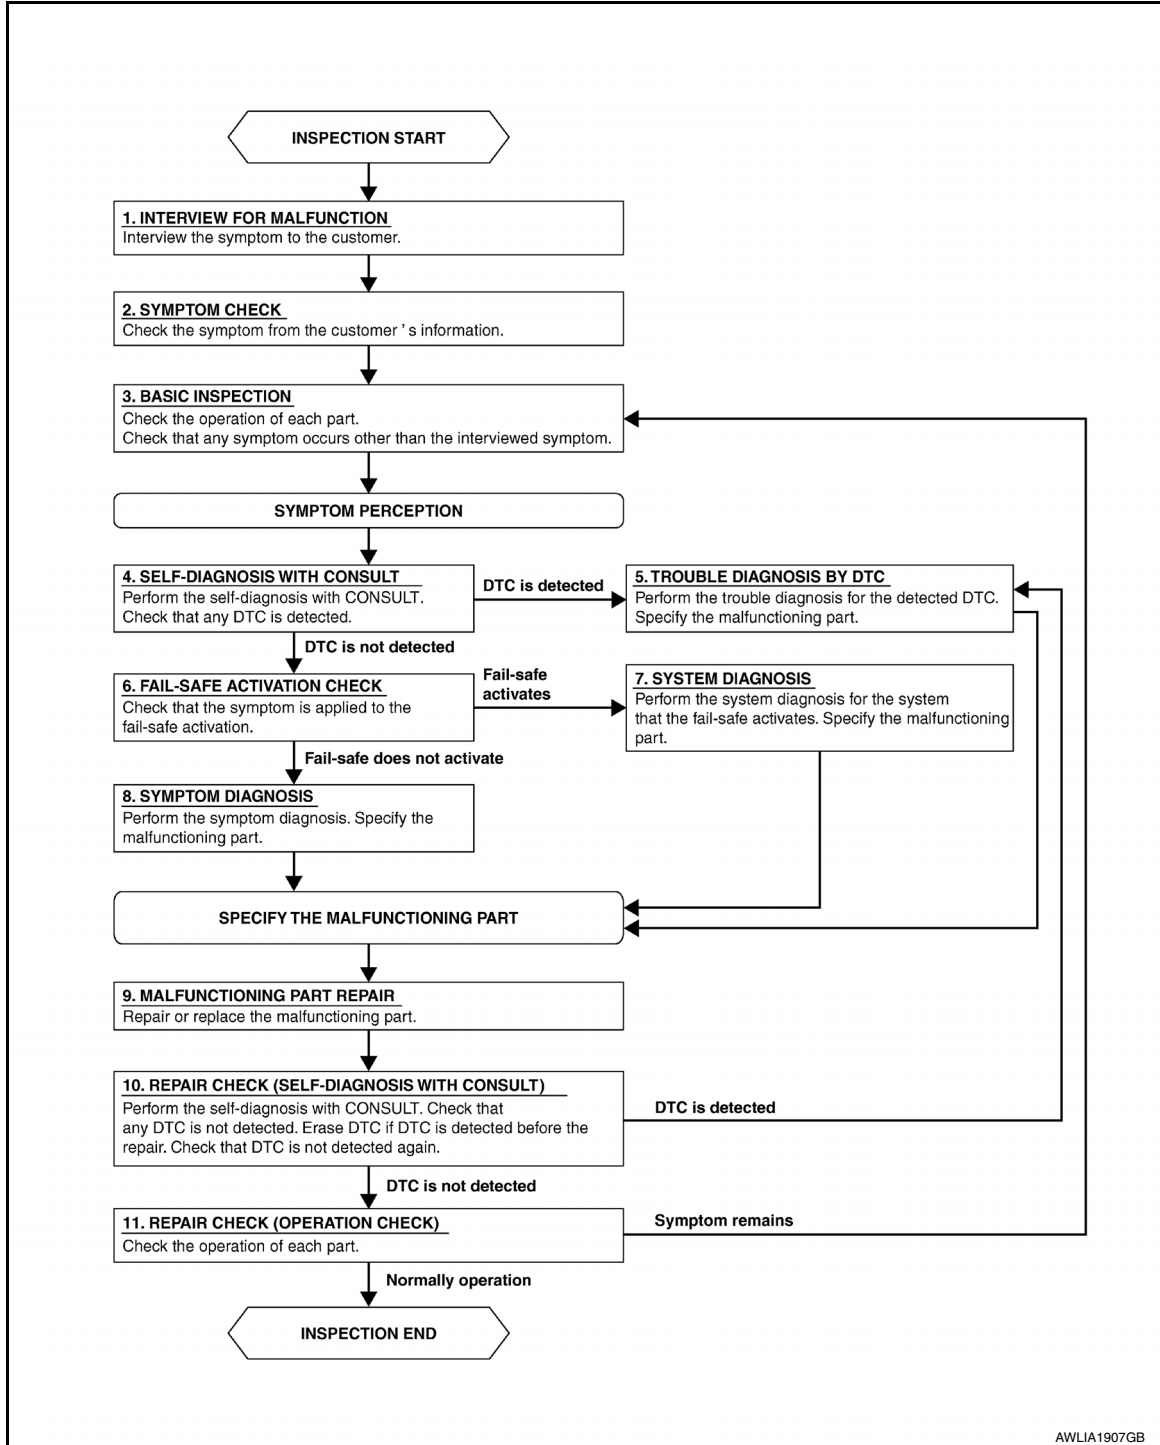 INSPECTION START
1. INTERVIEW FOR MALFUNCTION
Interview the symptom to the customer.
2. SYMPTOM CHECK
Check the symptom from the customer ' s information.
3. BASIC INSPECTION
Check the operation of each part.
Check that any symptom occurs other than the interviewed symptom.
SYMPTOM PERCEPTION
4. SELF-DIAGNOSIS WITH CONSULT
Perform the self-diagnosis with CONSULT.
Check that any DTC is detected.
DTC is detected
5. TROUBLE DIAGNOSIS BY DTC
Perform the trouble diagnosis for the detected DTC.
Specify the malfunctioning part.
DTC is not detected
6. FAIL-SAFE ACTIVATION CHECK
Check that the symptom is applied to the
fail-safe activation.
Fail-safe
activates
7. SYSTEM DIAGNOSIS
Perform the system diagnosis for the system
that the fail-safe activates. Specify the malfunctioning
part.
Fail-safe does not activate
8. SYMPTOM DIAGNOSIS
Perform the symptom diagnosis. Specify the
malfunctioning part.
SPECIFY THE MALFUNCTIONING PART
9. MALFUNCTIONING PART REPAIR
Repair or replace the malfunctioning part.
10. REPAIR CHECK (SELF-DIAGNOSIS WITH CONSULT)
Perform the self-diagnosis with CONSULT. Check that
any DTC is not detected. Erase DTC if DTC is detected before the
repair. Check that DTC is not detected again.
DTC is detected
DTC is not detected
11. REPAIR CHECK (OPERATION CHECK)
Check the operation of each part.
Symptom remains
Normally operation
INSPECTION END
AWLIA1907GB